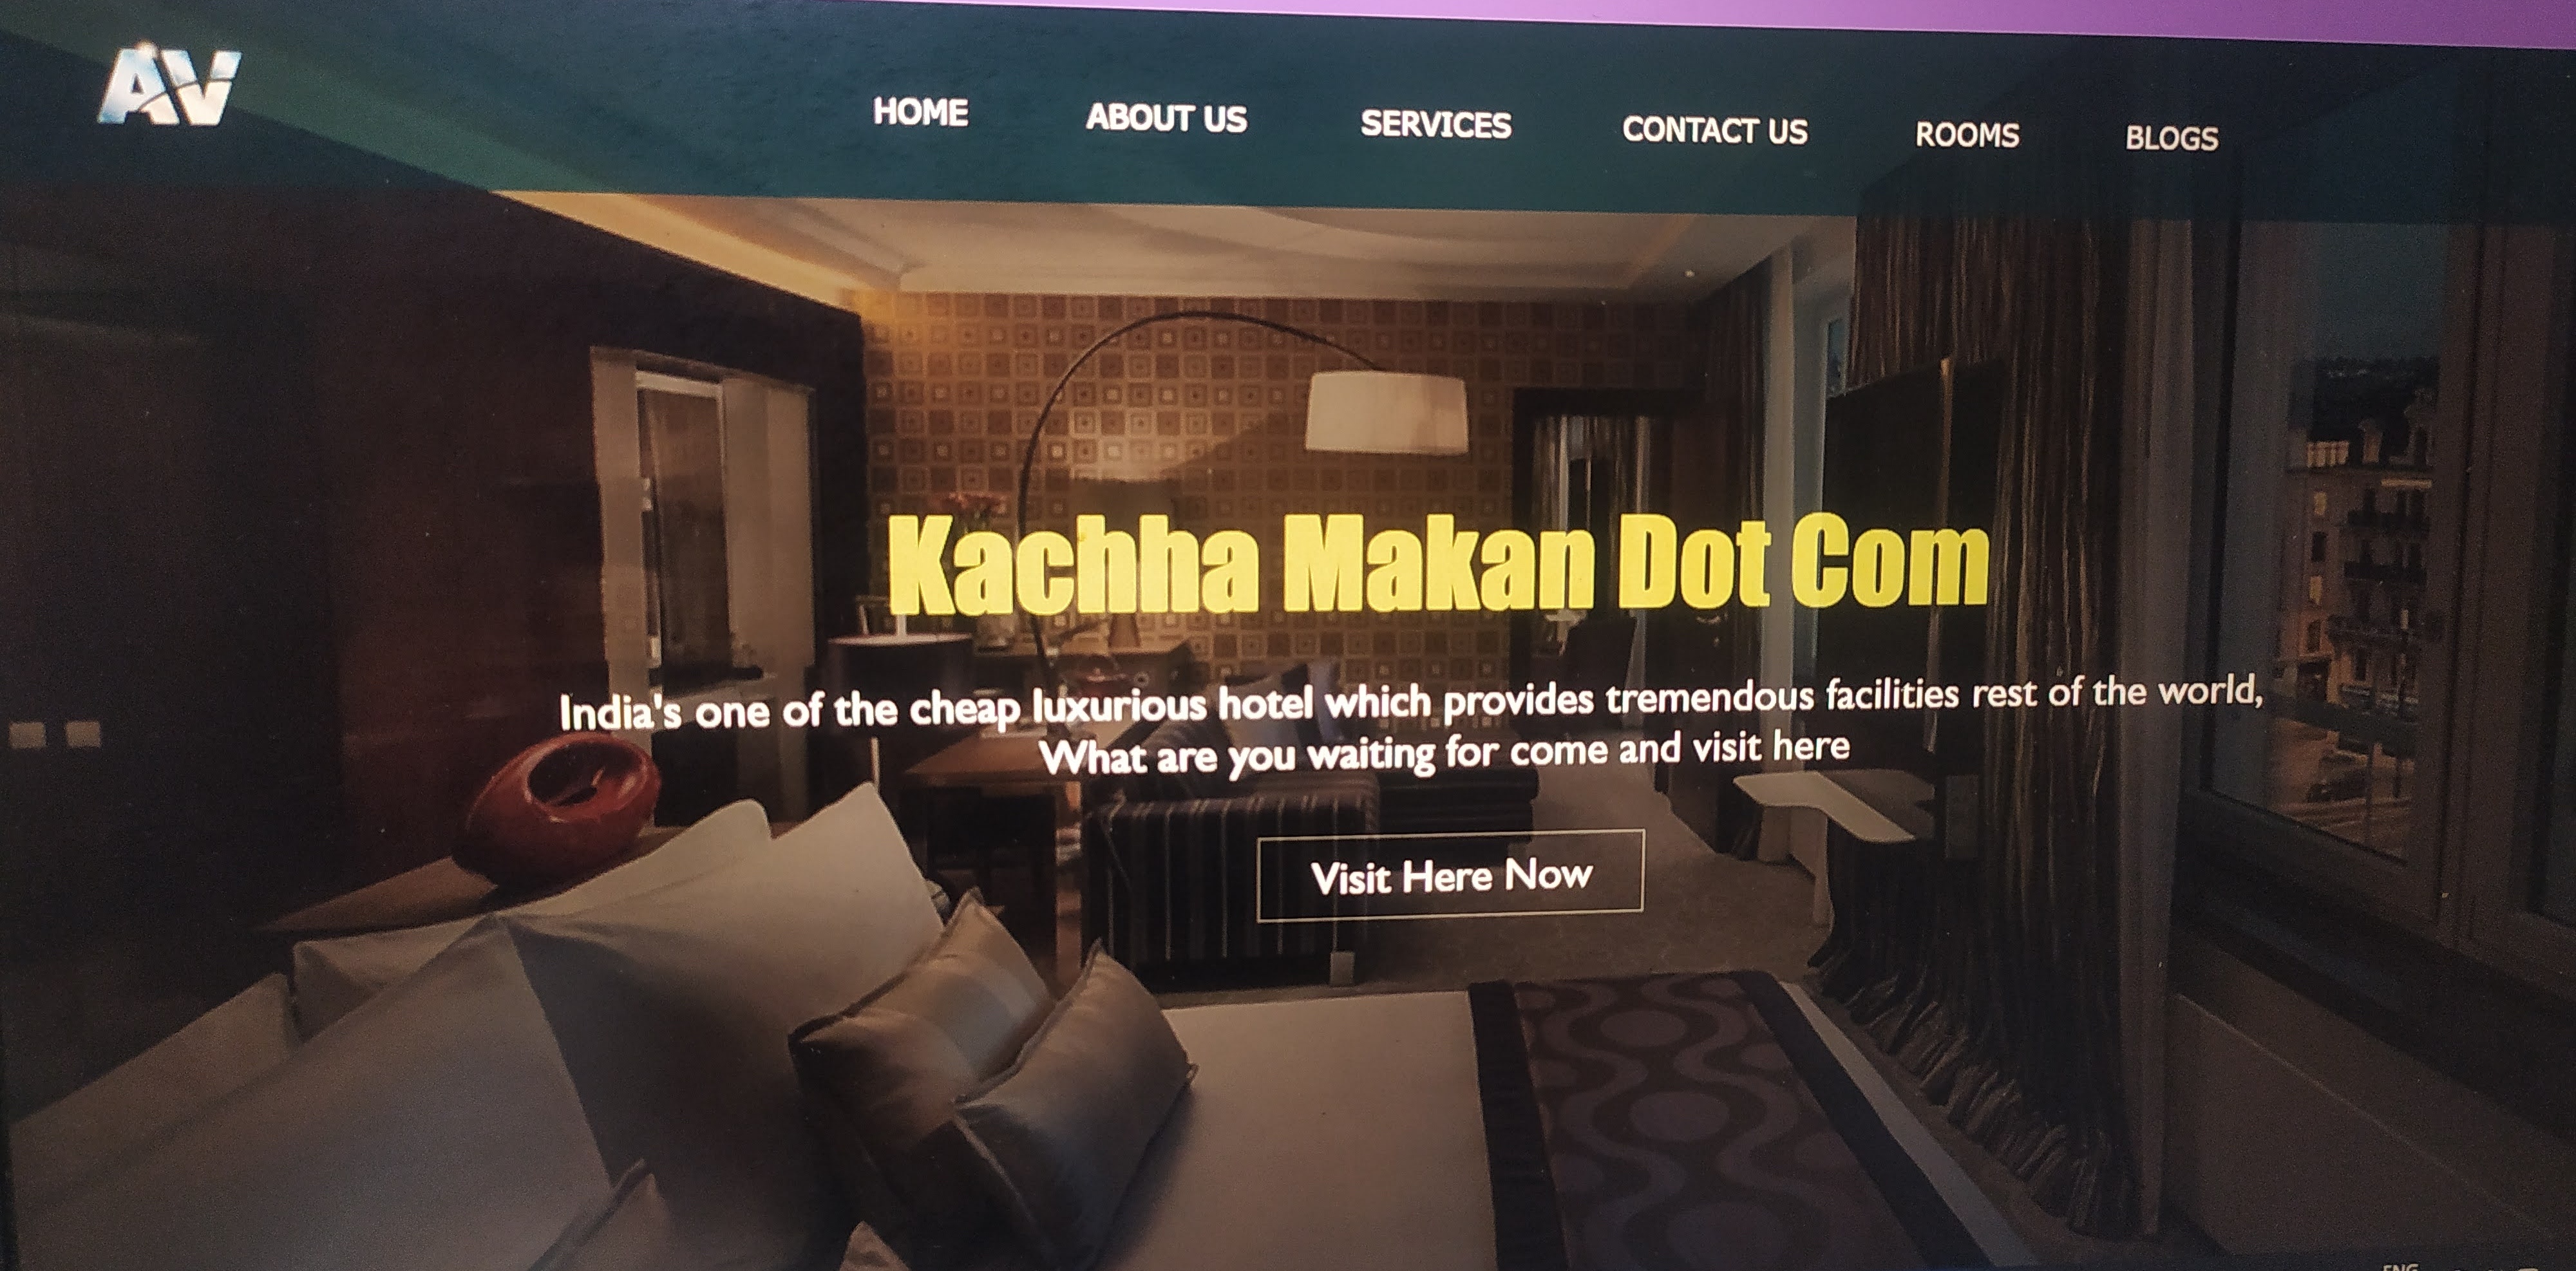 AV
HOME ABOUT US SERVICES CONTACT US ROOMS BLOGS
Kachha Makan Dot Com
India's one of the cheap luxurious hotel which provides tremendous facilities rest of the world,
What are you waiting for come and visit here
Visit Here Now
ENG